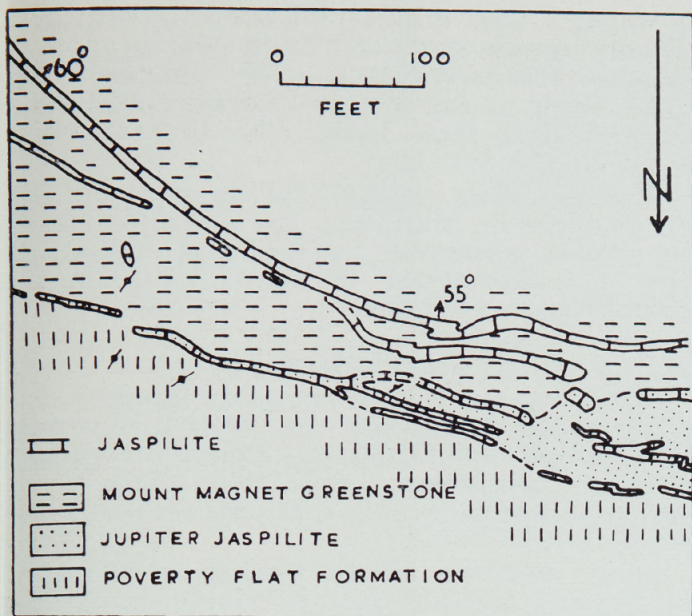 60°
0 100
FEET
N
55°
JASPILITE
MOUNT MAGNET GREENSTONE
JUPITER JASPILITE
POVERTY FLAT FORMATION